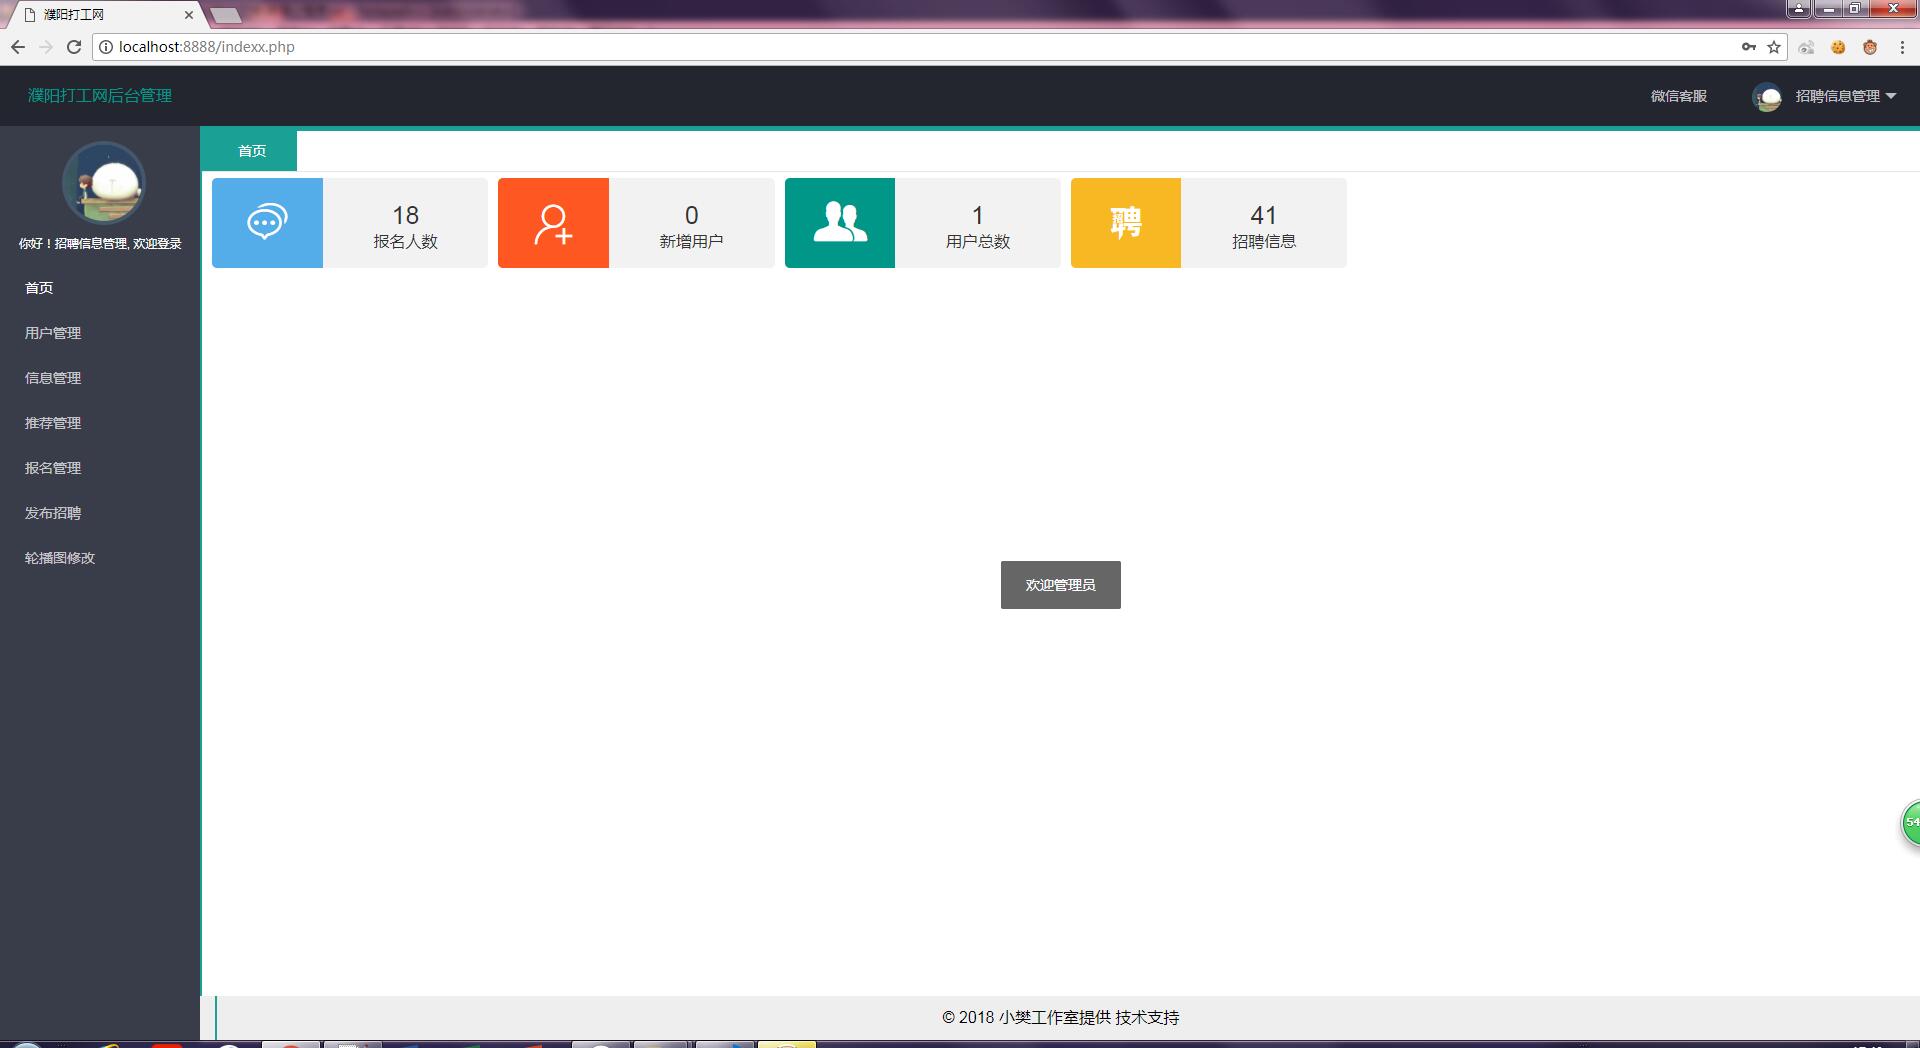 濮阳打工网
localhost:8888/indexx.php
濮阳打工网后台管理
微信客服
招聘信息管理
你好！招聘信息管理, 欢迎登录
首页
用户管理
信息管理
推荐管理
报名管理
发布招聘
轮播图修改
首页
18
报名人数
0
新增用户
1
用户总数
聘
41
招聘信息
欢迎管理员
54
© 2018 小樊工作室提供 技术支持